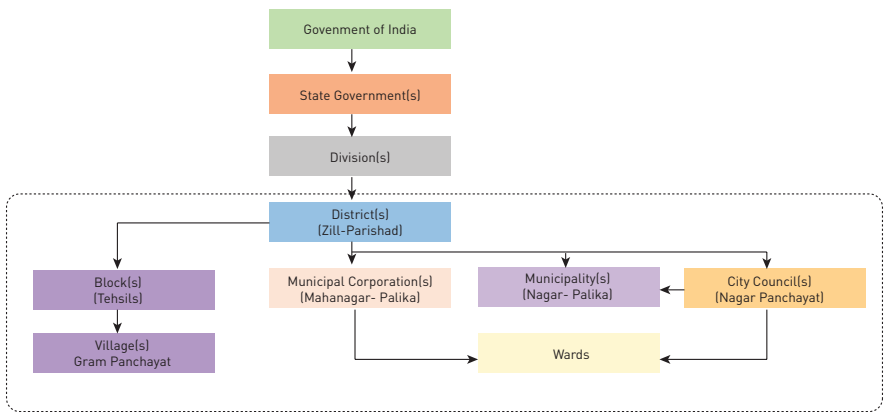 Govenment of India
State Government(s)
Division(s)
District(s)
(Zill-Parishad)
Block(s)
(Tehsils)
Municipal Corporation(s)
(Mahanagar- Palika)
Municipality(s)
(Nagar- Palika)
City Council(s)
(Nagar Panchayat)
Village(s)
Gram Panchayat
Wards